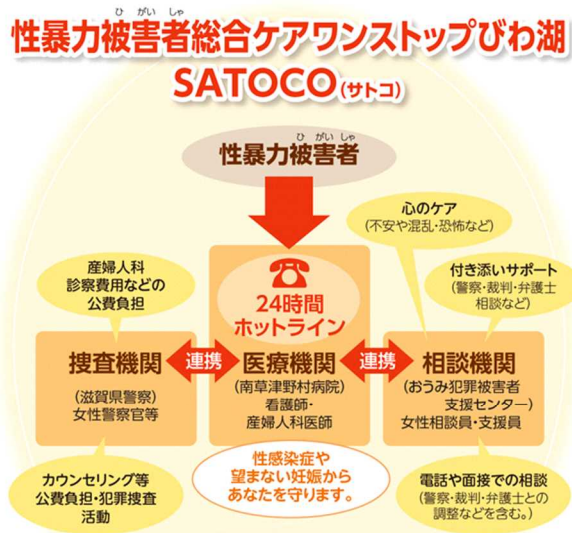 ひ がい しゃ
性暴力被害者総合ケアワンストップびわ湖
SATOCO(サトコ)
ひ がい しゃ
性暴力被害者
心のケア
(不安や混乱・恐怖など)
産婦人科
診察費用などの
公費負担
付き添いサポート
(警察・裁判・弁護士
相談など)
24時間
ホットライン
捜査機関
(滋賀県警察)
女性警察官等
連携
医療機関
(南草津野村病院)
看護師・
産婦人科医師
連携
相談機関
(おうみ犯罪被害者
支援センター)
女性相談員・支援員
カウンセリング等
公費負担・犯罪捜査
活動
性感染症や
望まない妊娠から
あなたを守ります。
電話や面接での相談
(警察・裁判・弁護士との
調整などを含む。)